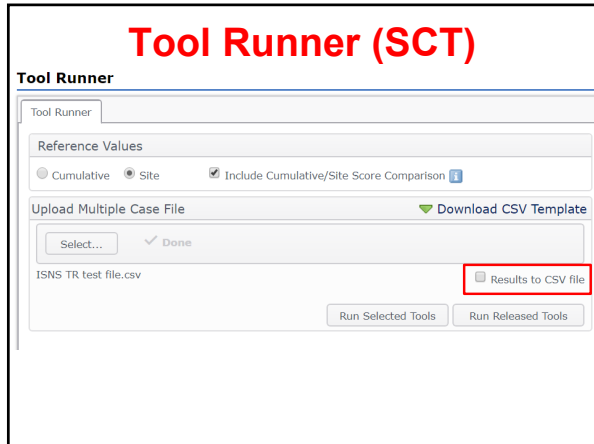 Tool Runner (SCT)
Tool Runner
Tool Runner
Reference Values
Cumulative Site Include Cumulative/Site Score Comparison i
Upload Multiple Case File Download CSV Template
Select... ✓ Done
ISNS TR test file.csv Results to CSV file
Run Selected Tools Run Released Tools